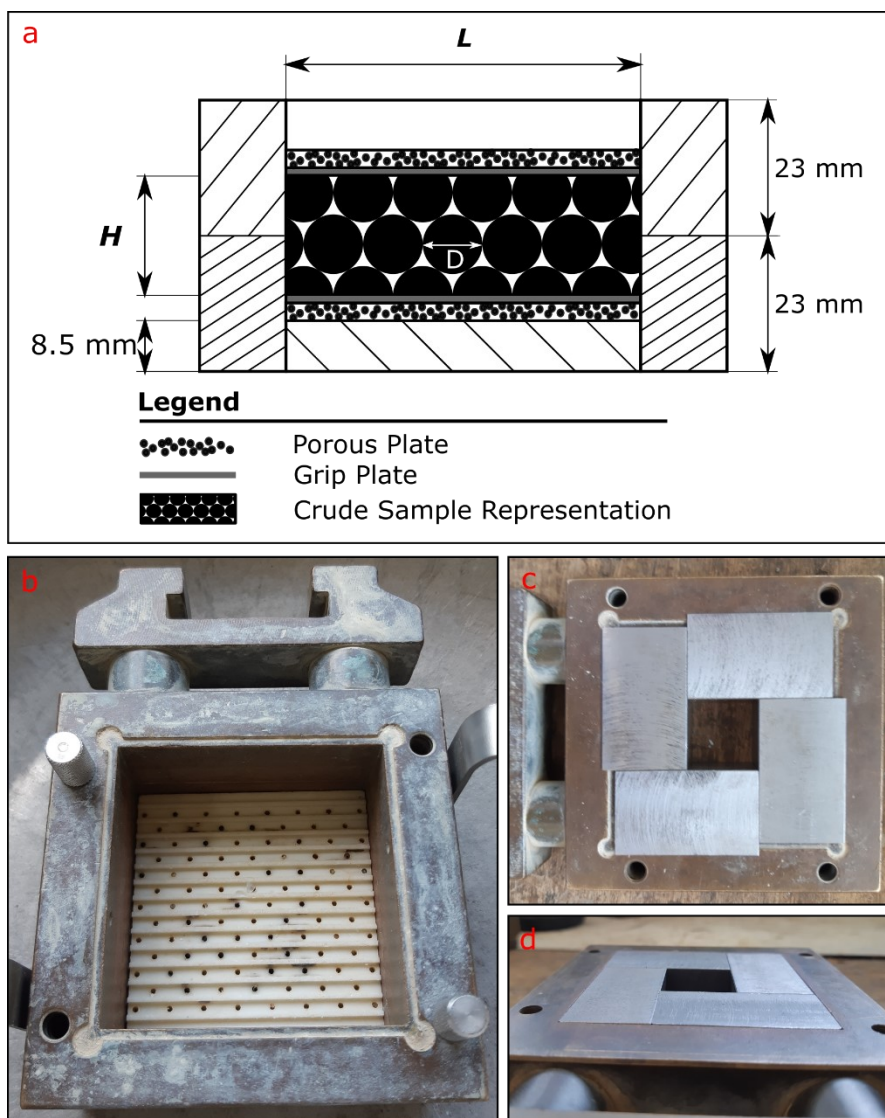 a
L
23 mm
H
D
8.5 mm
23 mm
Legend
Porous Plate
Grip Plate
Crude Sample Representation
b
c
d